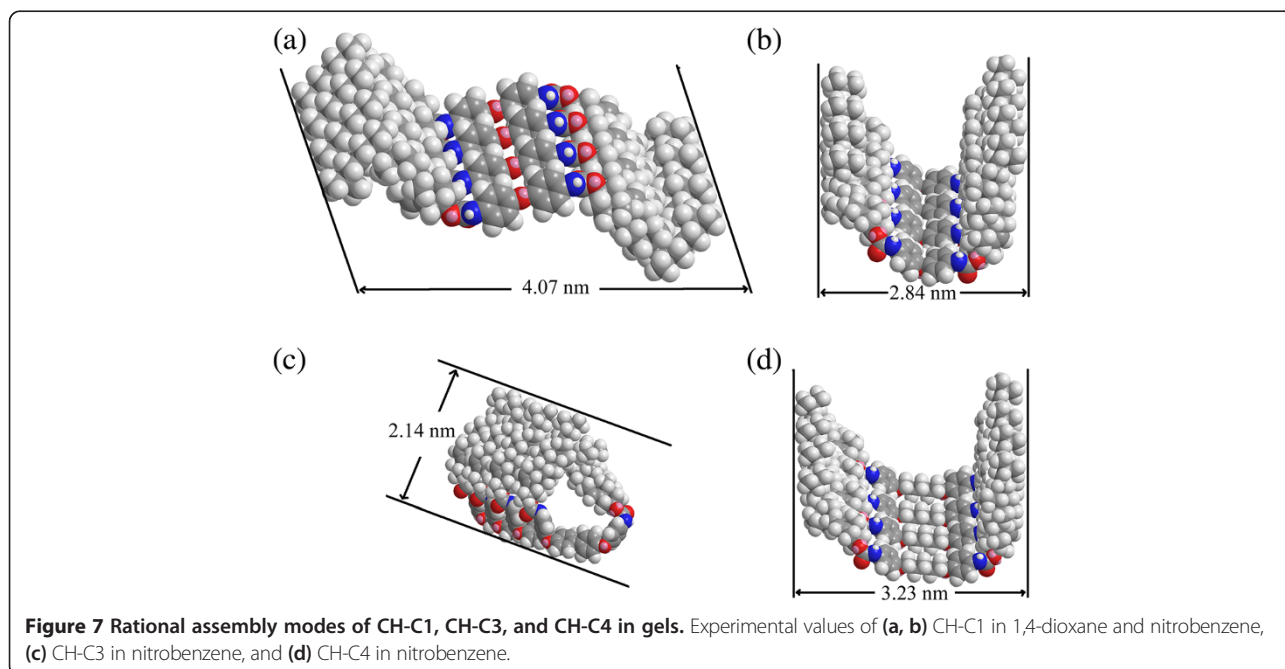 (a)
(b)
4.07 nm
2.84 nm
(c)
(d)
2.14 nm
3.23 nm
Figure 7 Rational assembly modes of CH-C1, CH-C3, and CH-C4 in gels. Experimental values of (a, b) CH-C1 in 1,4-dioxane and nitrobenzene,
(c) CH-C3 in nitrobenzene, and (d) CH-C4 in nitrobenzene.